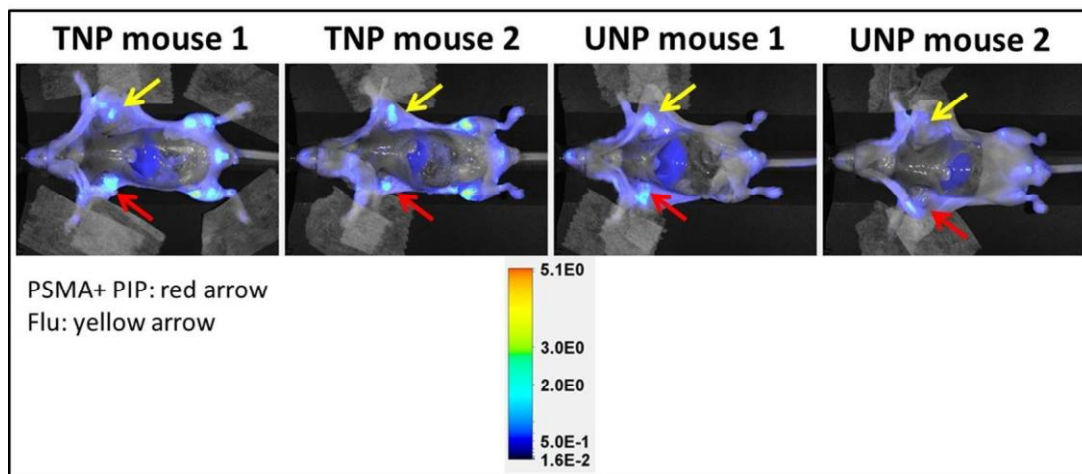 TNP mouse 1
TNP mouse 2
UNP mouse 1
UNP mouse 2
PSMA+ PIP: red arrow
Flu: yellow arrow
5.1E0
3.0E0
2.0E0
5.0E-1
1.6E-2